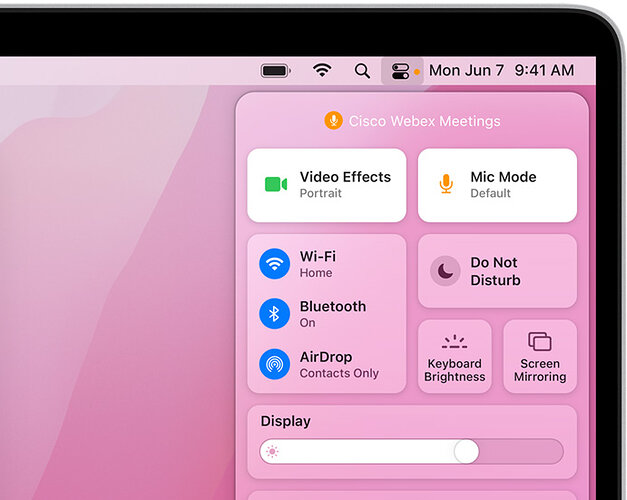 Mon Jun 7 9:41 AM
Cisco Webex Meetings
Video Effects
Portrait
Mic Mode
Default
Wi-Fi
Home
Bluetooth
On
AirDrop
Contacts Only
Do Not
Disturb
Keyboard
Brightness
Screen
Mirroring
Display